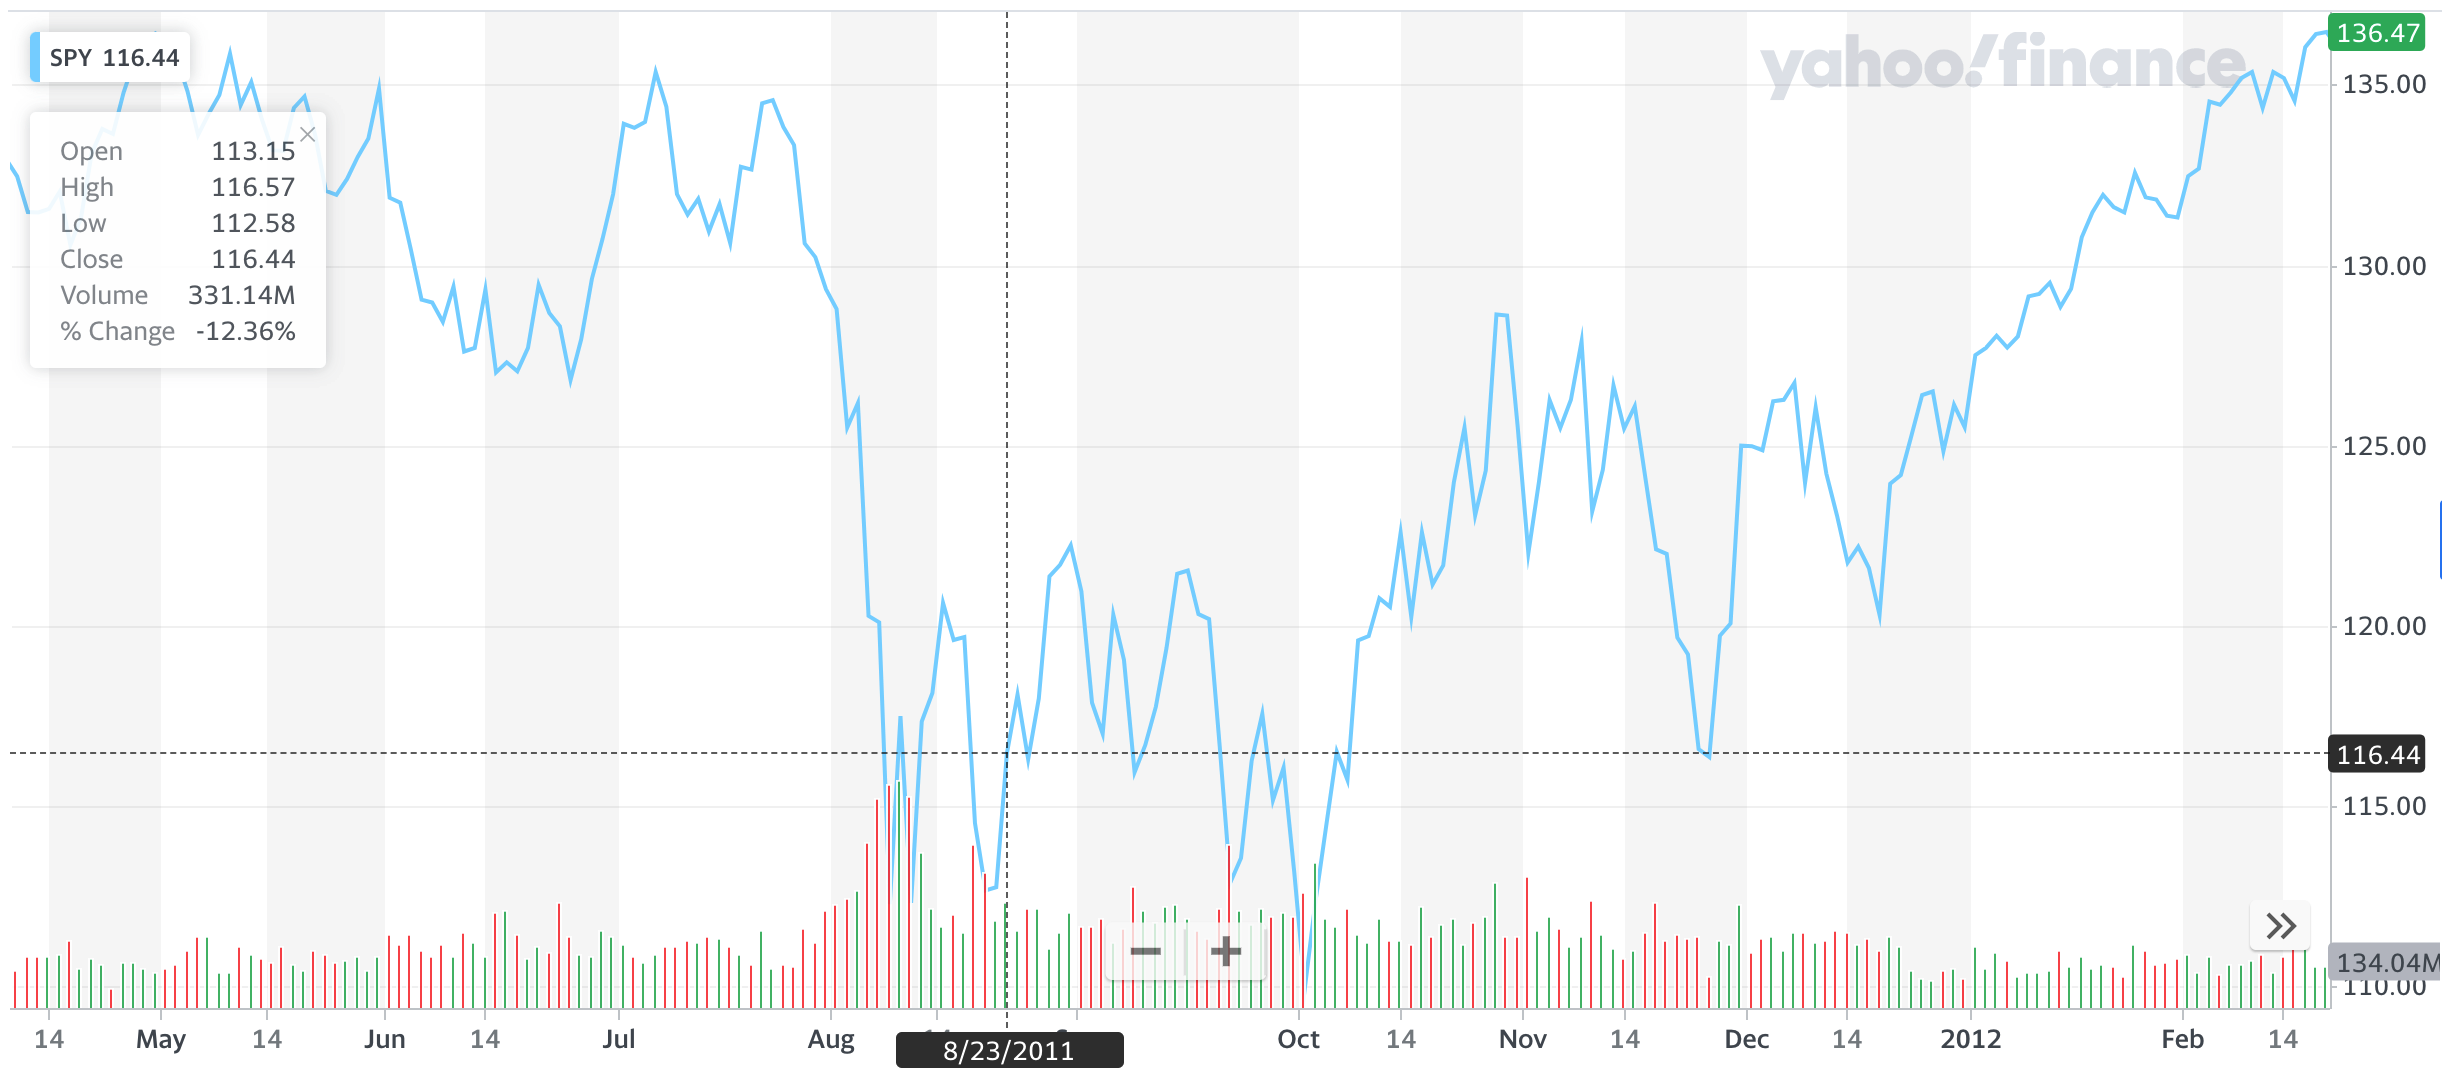 SPY 116.44
yahoo!finance
136.47
Open 113.15
High 116.57
Low 112.58
Close 116.44
Volume 331.14M
% Change -12.36%
135.00
130.00
125.00
120.00
116.44
115.00
134.04M
110.00
14 May 14 Jun 14 Jul Aug Oct 14 Nov 14 Dec 14 2012 Feb 14
8/23/2011